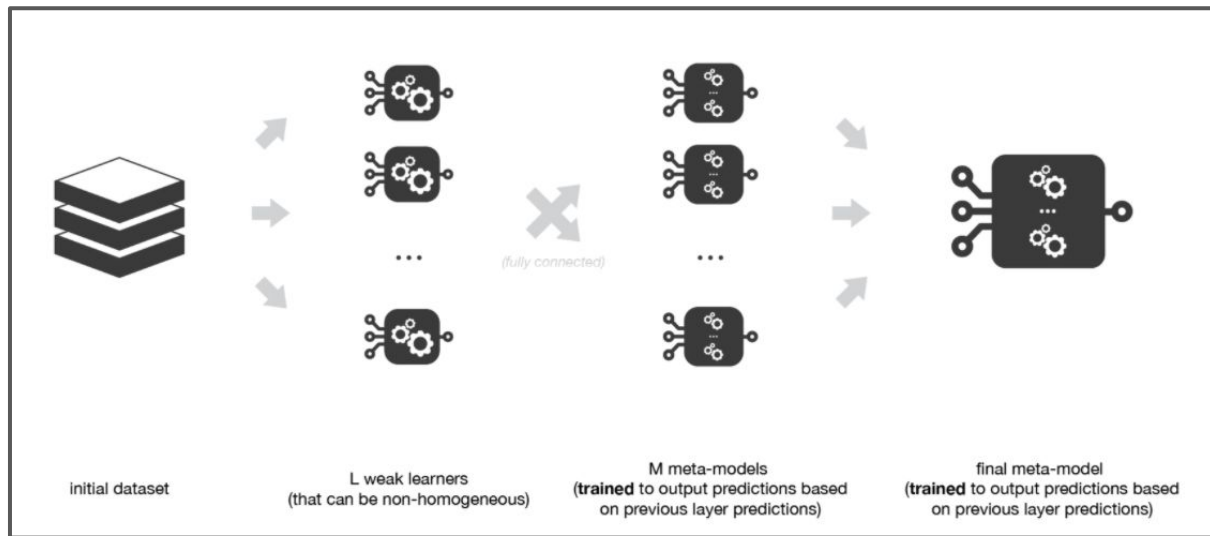 (fully connected)
initial dataset
L weak learners
(that can be non-homogeneous)
M meta-models
(trained to output predictions based
on previous layer predictions)
final meta-model
(trained to output predictions based
on previous layer predictions)